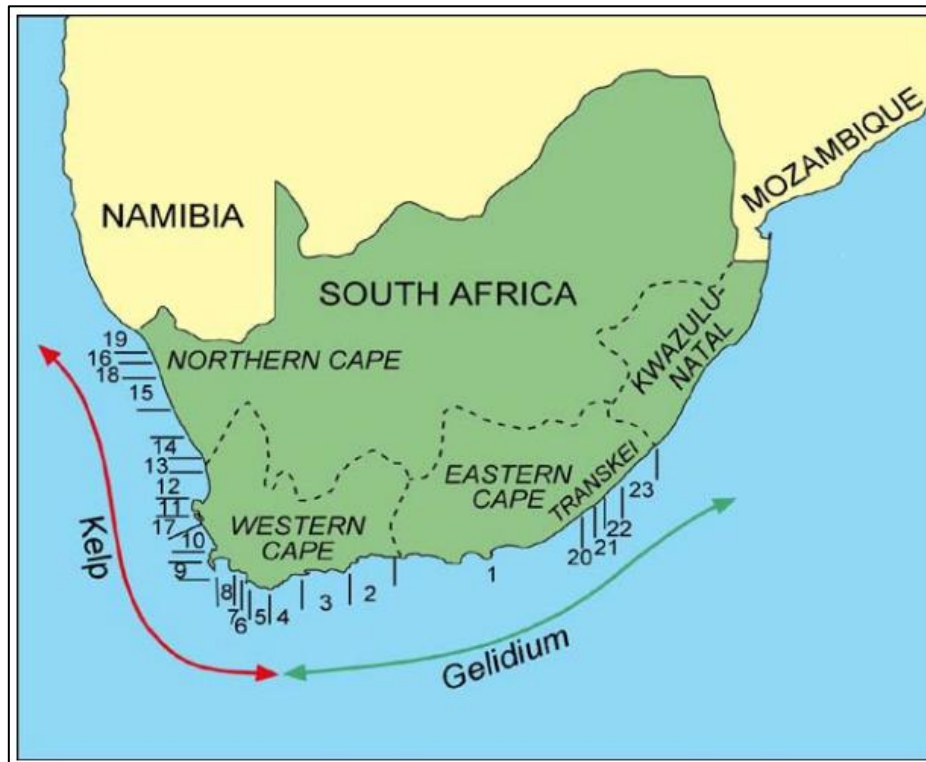 NAMIBIA
MOZAMBIQUE
SOUTH AFRICA
KWAZULU-
NATAL
NORTHERN CAPE
EASTERN
CAPE
TRANSKEI
WESTERN
CAPE
19
16
18
15
14
13
12
11
17
10
9
8
7
6
5
4
3
2
1
20
21
22
23
Kelp
Gelidium